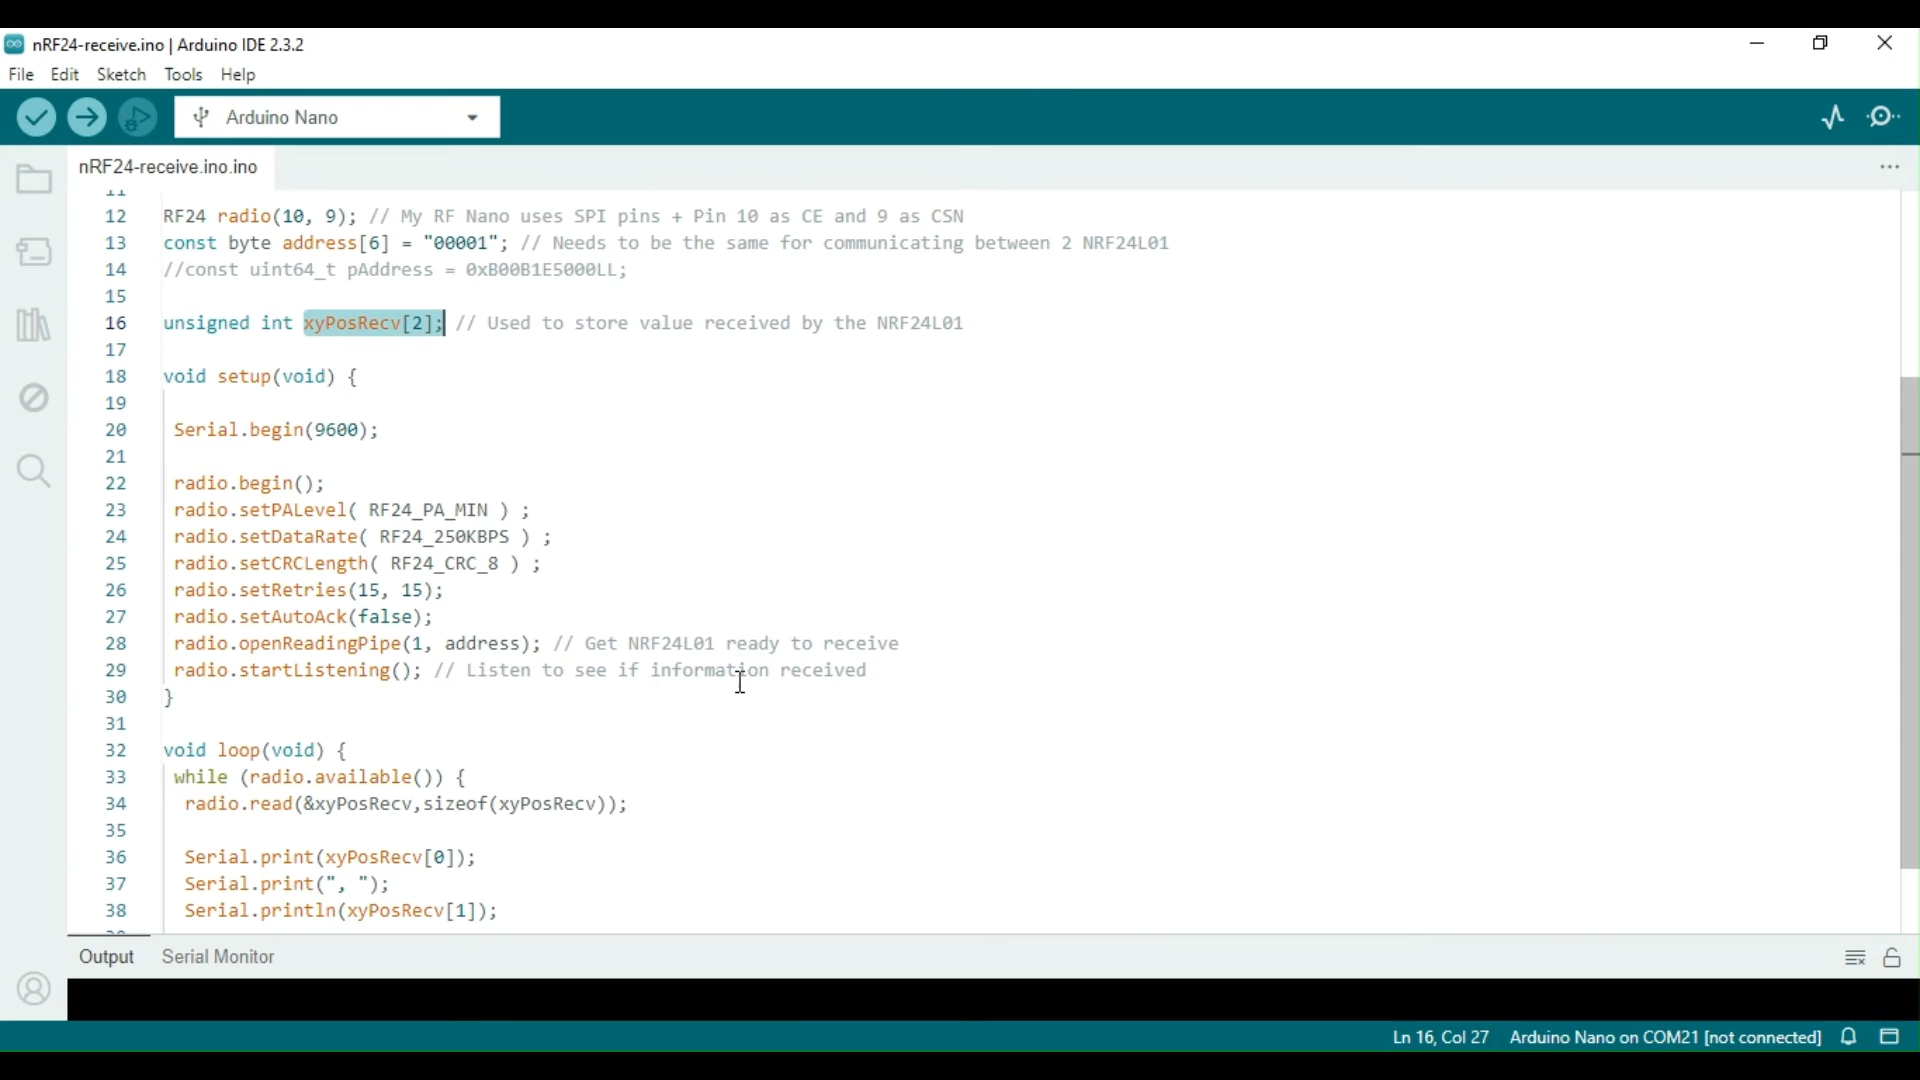 nRF24-receive.ino | Arduino IDE 2.3.2
File Edit Sketch Tools Help
Arduino Nano
nRF24-receive.ino.ino
11
12 RF24 radio(10, 9); // My RF Nano uses SPI pins + Pin 10 as CE and 9 as CSN
13 const byte address[6] = "00001"; // Needs to be the same for communicating between 2 NRF24L01
14 //const uint64_t pAddress = 0xB00B1E5000LL;
15
16 unsigned int xyPosRecv[2]; // Used to store value received by the NRF24L01
17
18 void setup(void) {
19
20 Serial.begin(9600);
21
22 radio.begin();
23 radio.setPALevel( RF24_PA_MIN ) ;
24 radio.setDataRate( RF24_250KBPS ) ;
25 radio.setCRCLength( RF24_CRC_8 ) ;
26 radio.setRetries(15, 15);
27 radio.setAutoAck(false);
28 radio.openReadingPipe(1, address); // Get NRF24L01 ready to receive
29 radio.startListening(); // Listen to see if information received
30 }
31
32 void loop(void) {
33 while (radio.available()) {
34 radio.read(&xyPosRecv,sizeof(xyPosRecv));
35
36 Serial.print(xyPosRecv[0]);
37 Serial.print(", ");
38 Serial.println(xyPosRecv[1]);
Output Serial Monitor
Ln 16, Col 27 Arduino Nano on COM21 [not connected]